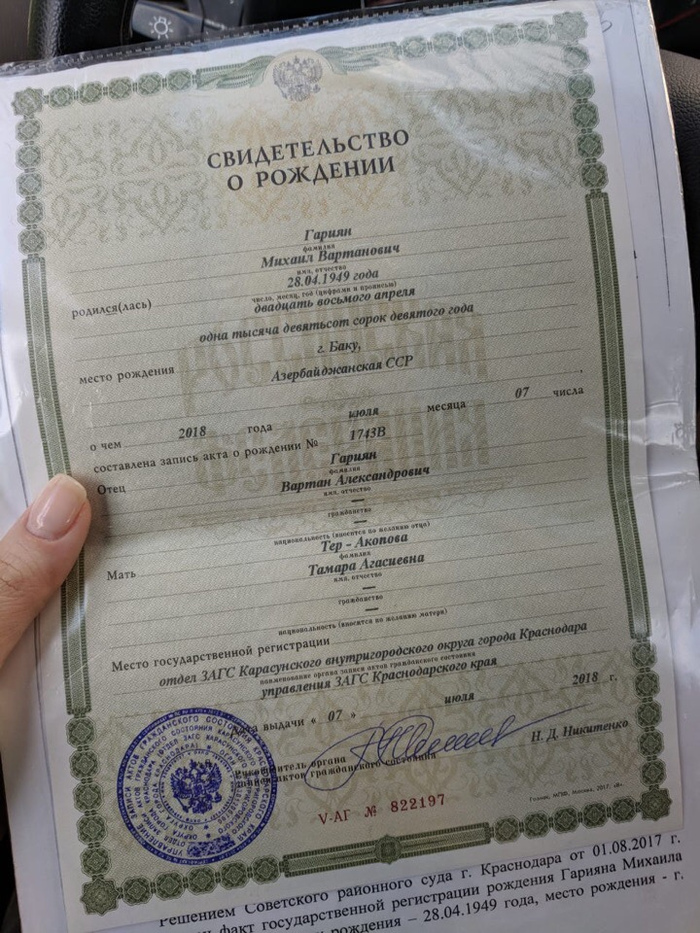 СВИДЕТЕЛЬСТВО
О РОЖДЕНИИ
Гариян
фамилия
Михаил Вартанович
имя, отчество
28.04.1949 года
родился(лась)
число, месяц, год (цифрами и прописью)
двадцать восьмого апреля
одна тысяча девятьсот сорок девятого года
место рождения г. Баку,
Азербайджанская ССР
о чем 2018 года июля месяца 07 числа
составлена запись акта о рождении № 1743В
Отец Гариян
фамилия
Вартан Александрович
имя, отчество
—
гражданство
—
национальность (вносится по желанию отца)
Мать Тер - Акопова
фамилия
Тамара Агасиевна
имя, отчество
—
гражданство
—
национальность (вносится по желанию матери)
Место государственной регистрации
отдел ЗАГС Карасунского внутригородского округа города Краснодара
наименование органа записи актов гражданского состояния
управления ЗАГС Краснодарского края
Дата выдачи « 07 » июля 2018 г.
Руководитель органа
записи актов гражданского состояния
Н. Д. Никитенко
V-АГ № 822197
Гознак, МПФ, Москва, 2017, «В».
Решением Советского районного суда г. Краснодара от 01.08.2017 г.
факт государственной регистрации рождения Гарияна Михаила
рождения – 28.04.1949 года, место рождения - г.